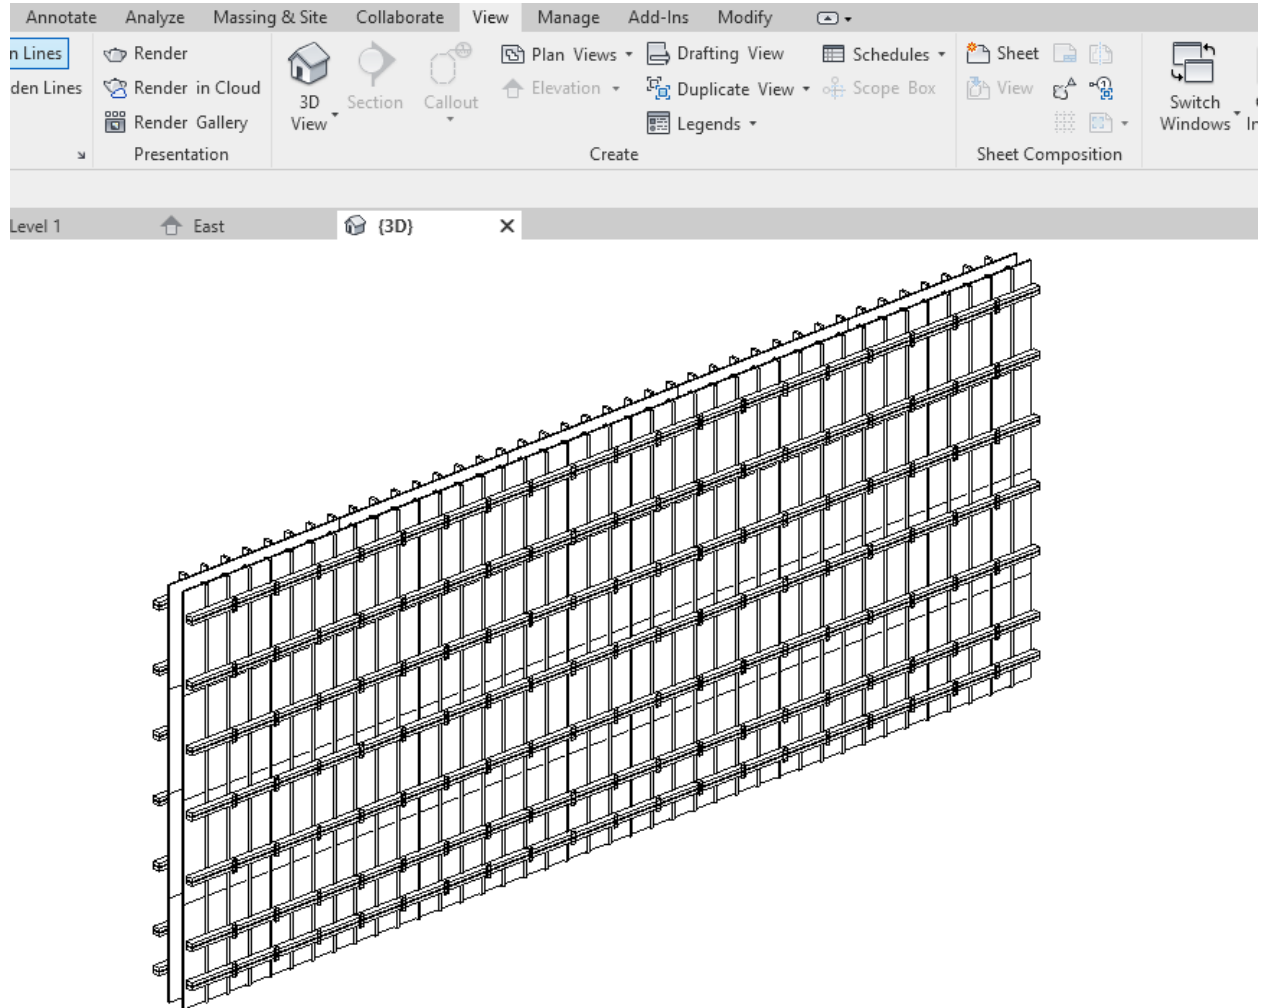 Annotate Analyze Massing & Site Collaborate View Manage Add-Ins Modify
n Lines Render Plan Views Drafting View Schedules Sheet
den Lines Render in Cloud 3D View Section Callout Elevation Duplicate View Scope Box View Switch Windows
Render Gallery Legends
Presentation Create Sheet Composition
Level 1 East {3D}